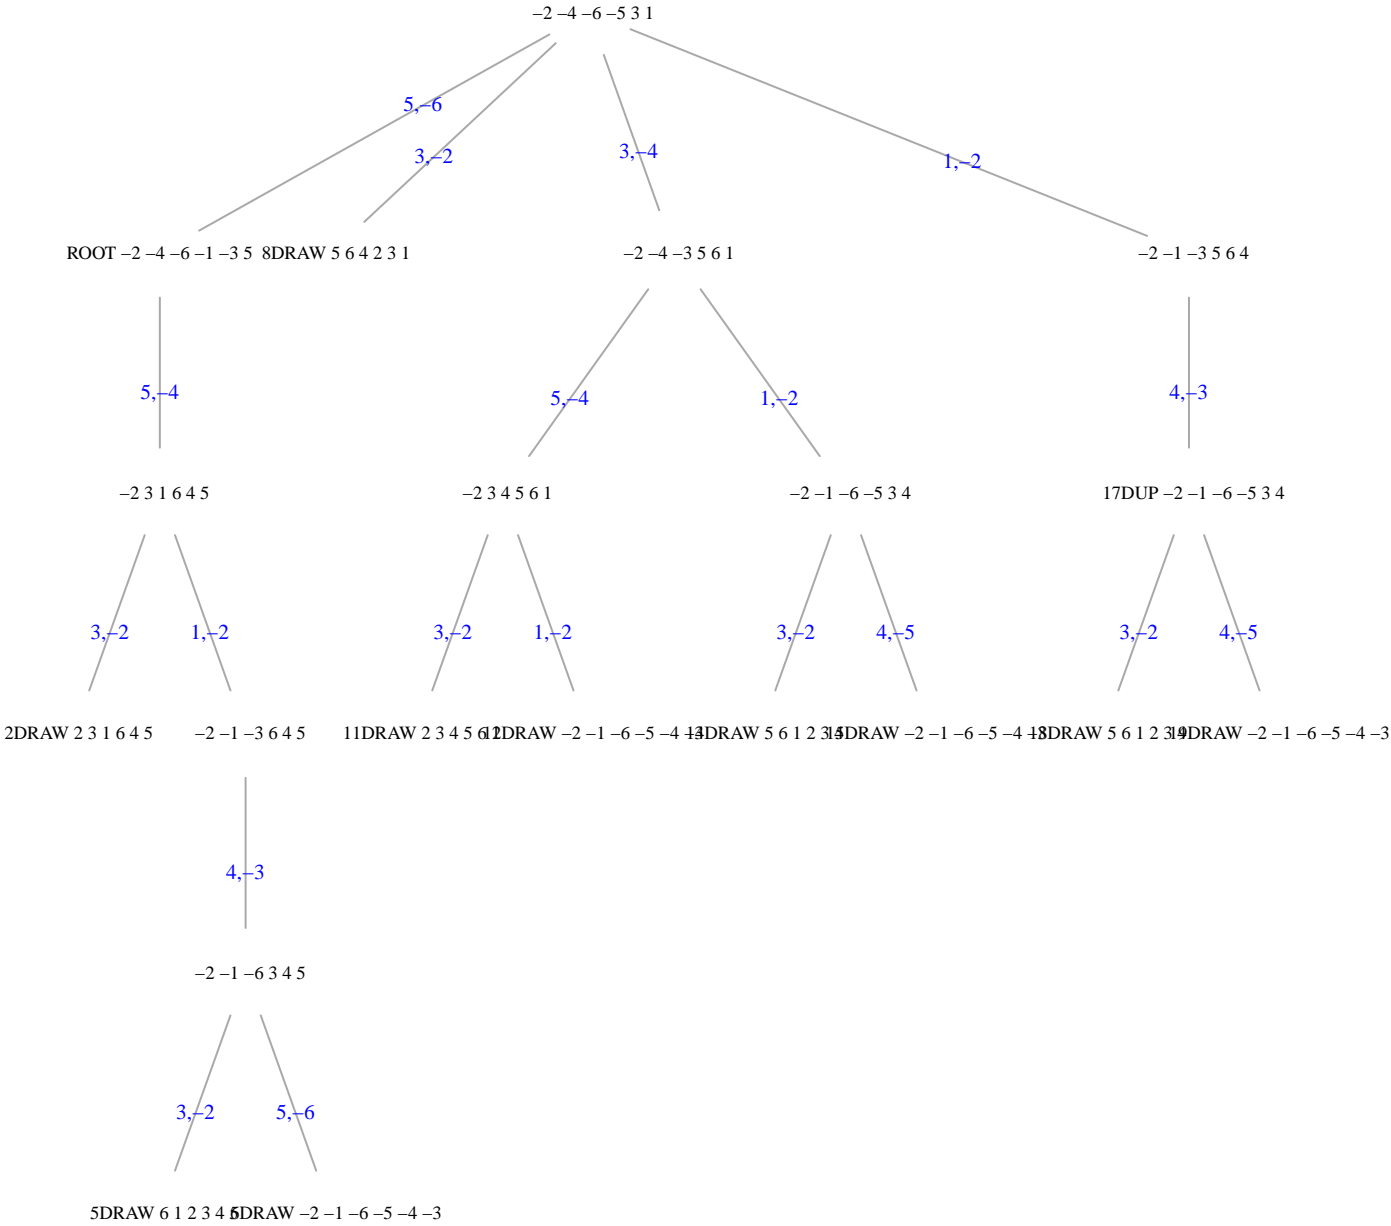 –2 –4 –6 –5 3 1
5,–6
3,–2
3,–4
1,–2
ROOT –2 –4 –6 –1 –3 5
8DRAW 5 6 4 2 3 1
–2 –4 –3 5 6 1
–2 –1 –3 5 6 4
5,–4
5,–4
1,–2
4,–3
–2 3 1 6 4 5
–2 3 4 5 6 1
–2 –1 –6 –5 3 4
17DUP –2 –1 –6 –5 3 4
3,–2
1,–2
3,–2
1,–2
3,–2
4,–5
3,–2
4,–5
2DRAW 2 3 1 6 4 5
–2 –1 –3 6 4 5
11DRAW 2 3 4 5 6
DRAW –2 –1 –6 –5 –4
DRAW 5 6 1 2 3
DRAW –2 –1 –6 –5 –4
DRAW 5 6 1 2 3
DRAW –2 –1 –6 –5 –4 –3
4,–3
–2 –1 –6 3 4 5
3,–2
5,–6
5DRAW 6 1 2 3 4
DRAW –2 –1 –6 –5 –4 –3